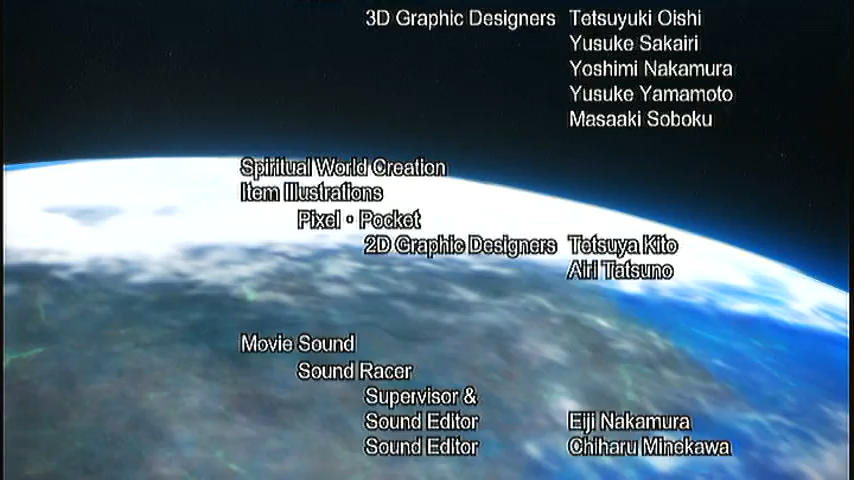 3D Graphic Designers Tetsuyuki Oishi
Yusuke Sakairi
Yoshimi Nakamura
Yusuke Yamamoto
Masaaki Soboku
Spiritual World Creation
Item Illustrations
Pixel・Pocket
2D Graphic Designers Tetsuya Kito
Airi Tatsuno
Movie Sound
Sound Racer
Supervisor &
Sound Editor Eiji Nakamura
Sound Editor Chiharu Minekawa